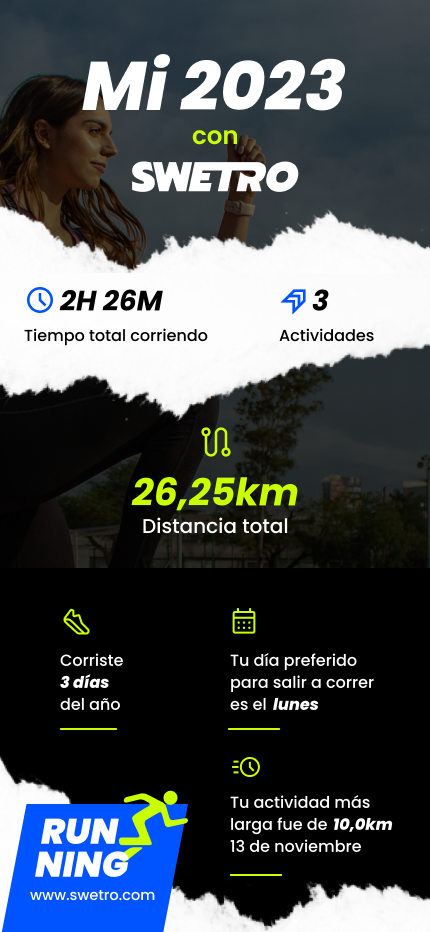 Mi 2023
con
SWETRO
2H 26M
Tiempo total corriendo
3
Actividades
26,25km
Distancia total
Corriste
3 días
del año
Tu día preferido
para salir a correr
es el lunes
Tu actividad más
larga fue de 10,0km
13 de noviembre
RUN
NING
www.swetro.com